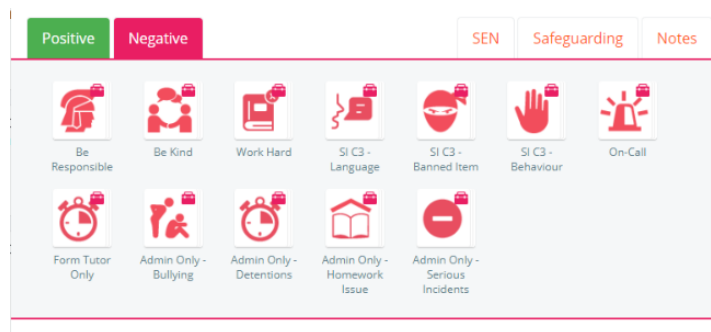 Positive Negative SEN Safeguarding Notes
Be Responsible
Be Kind
Work Hard
SI C3 - Language
SI C3 - Banned Item
SI C3 - Behaviour
On-Call
Form Tutor Only
Admin Only - Bullying
Admin Only - Detentions
Admin Only - Homework Issue
Admin Only - Serious Incidents